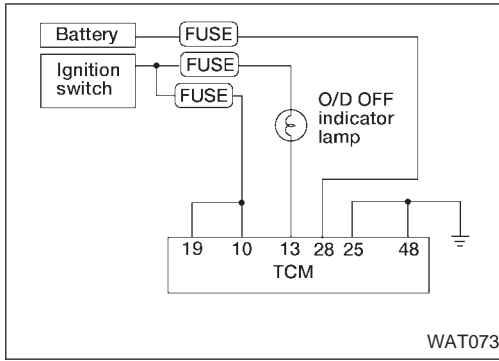 Battery
FUSE
Ignition
switch
FUSE
FUSE
O/D OFF
indicator
lamp
19 10 13 28 25 48
TCM
WAT073